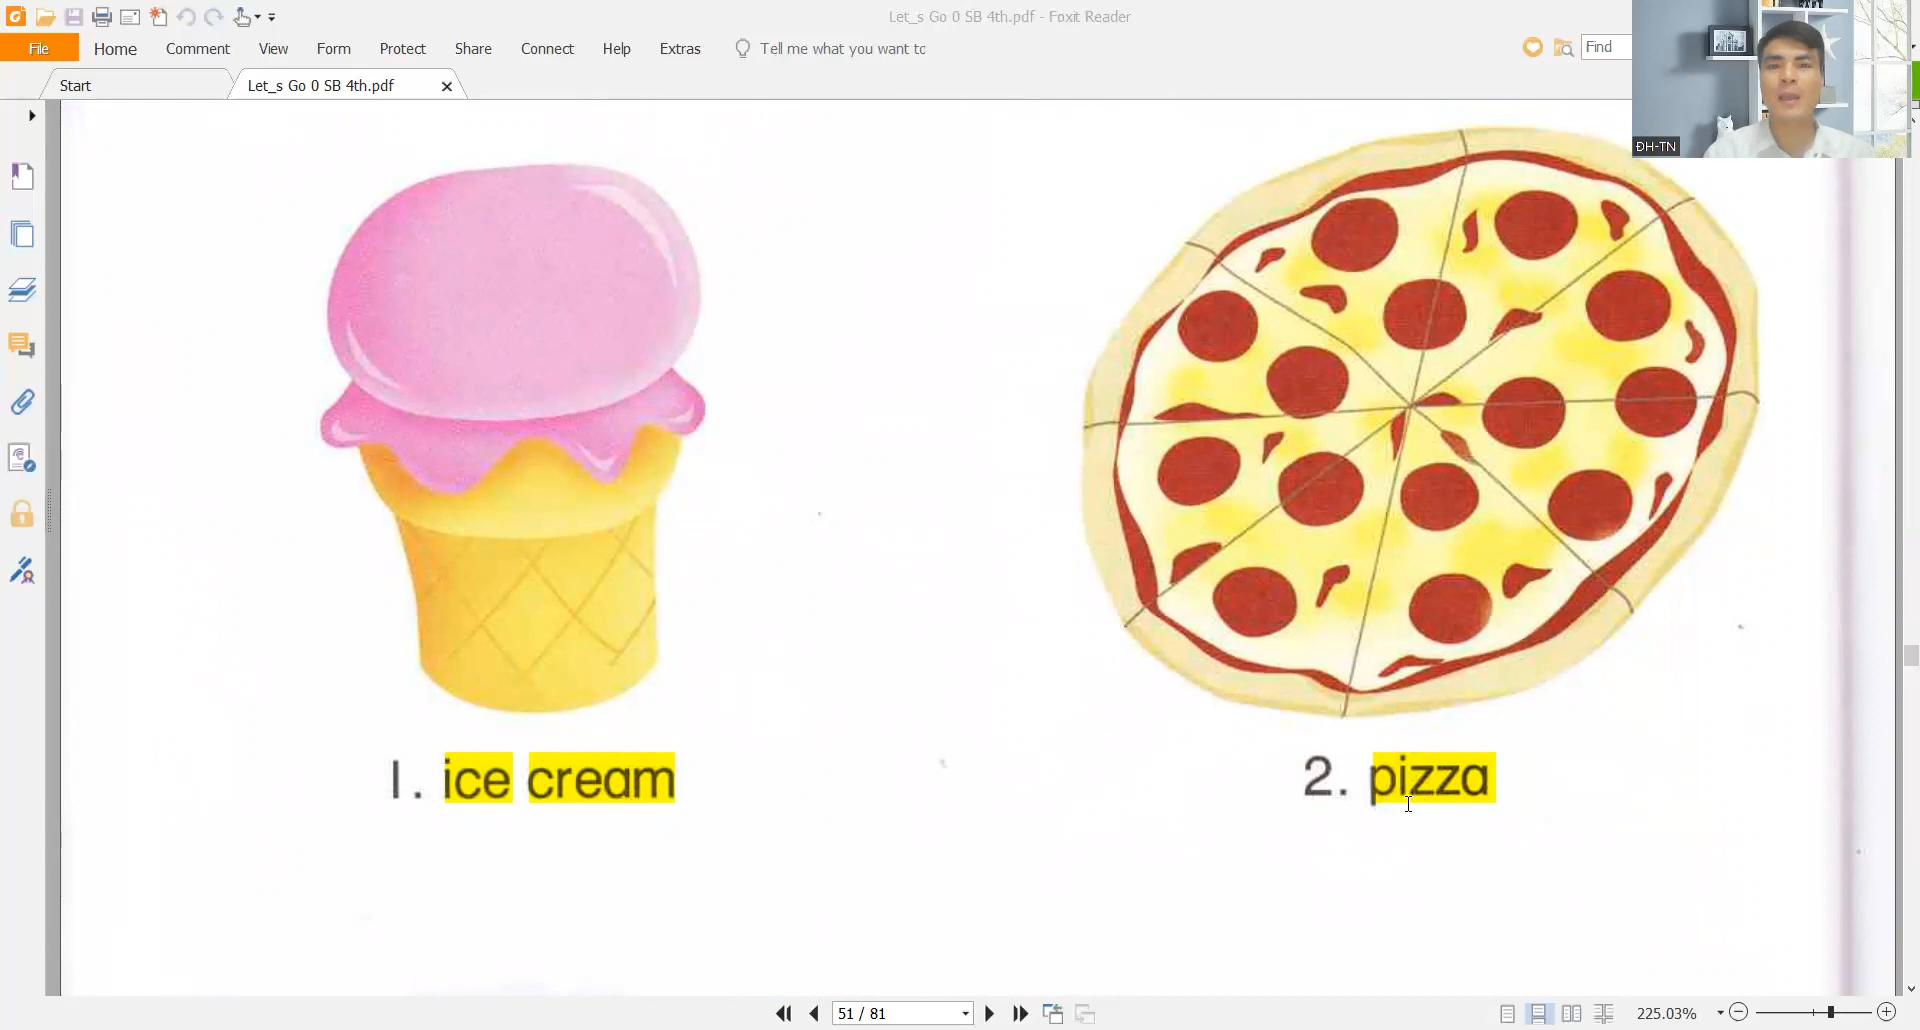 Let_s Go 0 SB 4th.pdf - Foxit Reader
File Home Comment View Form Protect Share Connect Help Extras Tell me what you want to Find
Start Let_s Go 0 SB 4th.pdf
ĐH-TN
1. ice cream
2. pizza
51 / 81
225.03%